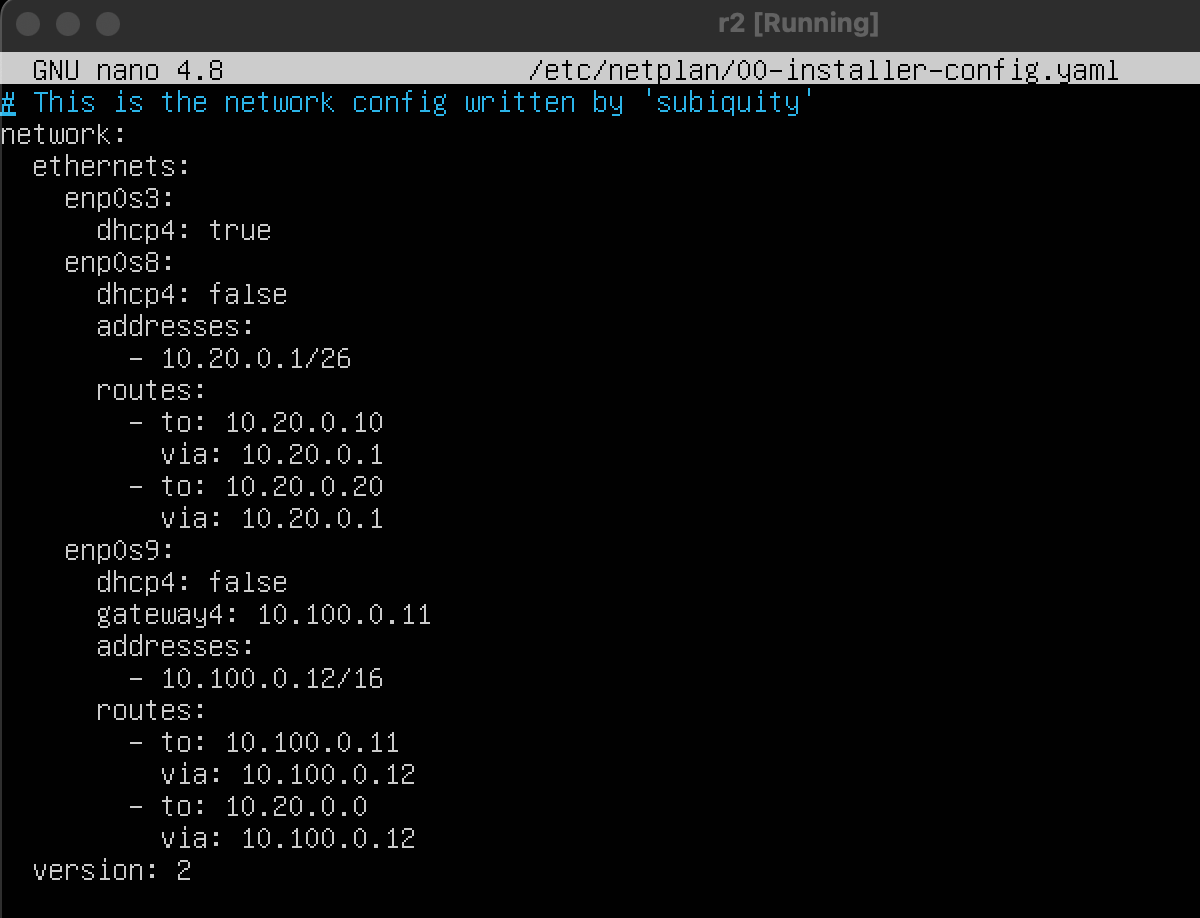 r2 [Running]
GNU nano 4.8 /etc/netplan/00-installer-config.yaml
# This is the network config written by 'subiquity'
network:
  ethernets:
    enp0s3:
      dhcp4: true
    enp0s8:
      dhcp4: false
      addresses:
        - 10.20.0.1/26
      routes:
        - to: 10.20.0.10
          via: 10.20.0.1
        - to: 10.20.0.20
          via: 10.20.0.1
    enp0s9:
      dhcp4: false
      gateway4: 10.100.0.11
      addresses:
        - 10.100.0.12/16
      routes:
        - to: 10.100.0.11
          via: 10.100.0.12
        - to: 10.20.0.0
          via: 10.100.0.12
  version: 2